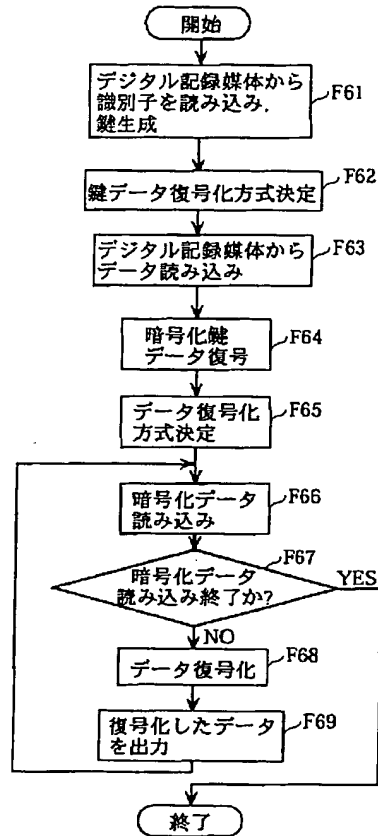 開始
デジタル記録媒体から
識別子を読み込み，
鍵生成
F61
鍵データ復号化方式決定
F62
デジタル記録媒体から
データ読み込み
F63
暗号化鍵
データ復号
F64
データ復号化
方式決定
F65
暗号化データ
読み込み
F66
F67
暗号化データ
読み込み終了か?
YES
NO
データ復号化
F68
復号化したデータ
を出力
F69
終了